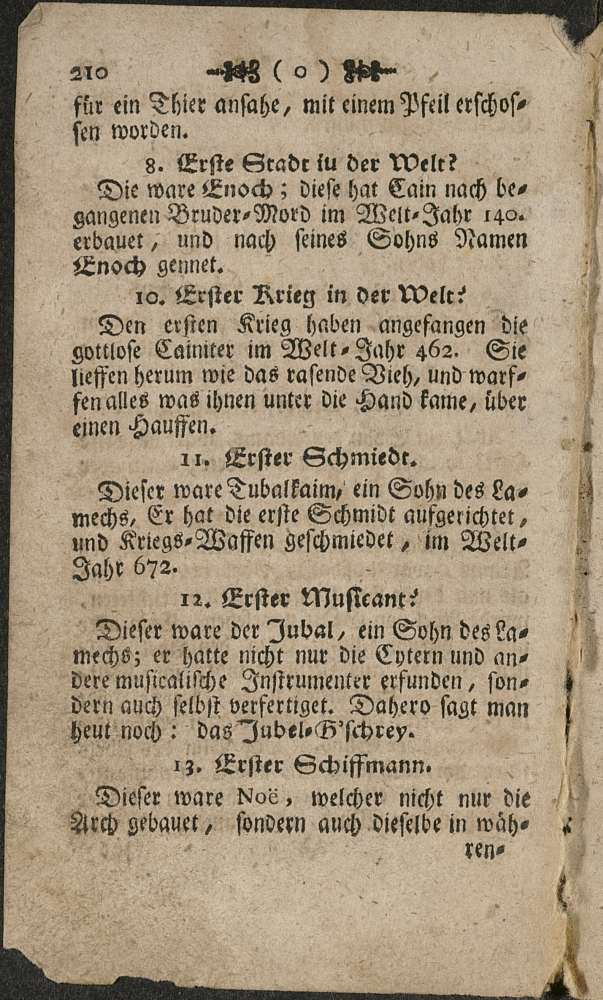 210 ( o )
für ein Thier ansahe, mit einem Pfeil erschos-
sen worden.
8. Erste Stadt iu der Welt?
Die ware Enoch; diese hat Cain nach be-
gangenen Bruder-Mord im Welt-Jahr 140.
erbauet, und nach seines Sohns Namen
Enoch gennet.
10. Erster Krieg in der Welt?
Den ersten Krieg haben angefangen die
gottlose Cainiter im Welt-Jahr 462. Sie
lieffen herum wie das rasende Vieh, und warf-
fen alles was ihnen unter die Hand kame, über
einen Hauffen.
11. Erster Schmiedt.
Dieser ware Tubalkaim, ein Sohn des La-
mechs, Er hat die erste Schmidt aufgerichtet,
und Kriegs-Waffen geschmiedet, im Welt-
Jahr 672.
12. Erster Musicant?
Dieser ware der Jubal, ein Sohn des La-
mechs; er hatte nicht nur die Cytern und an-
dere musicalische Instrumenter erfunden, son-
dern auch selbst verfertiget. Dahero sagt man
heut noch: das Jubel-G'schrey.
13. Erster Schiffmann.
Dieser ware Noë, welcher nicht nur die
Arch gebauet, sondern auch dieselbe in wäh-
ren-